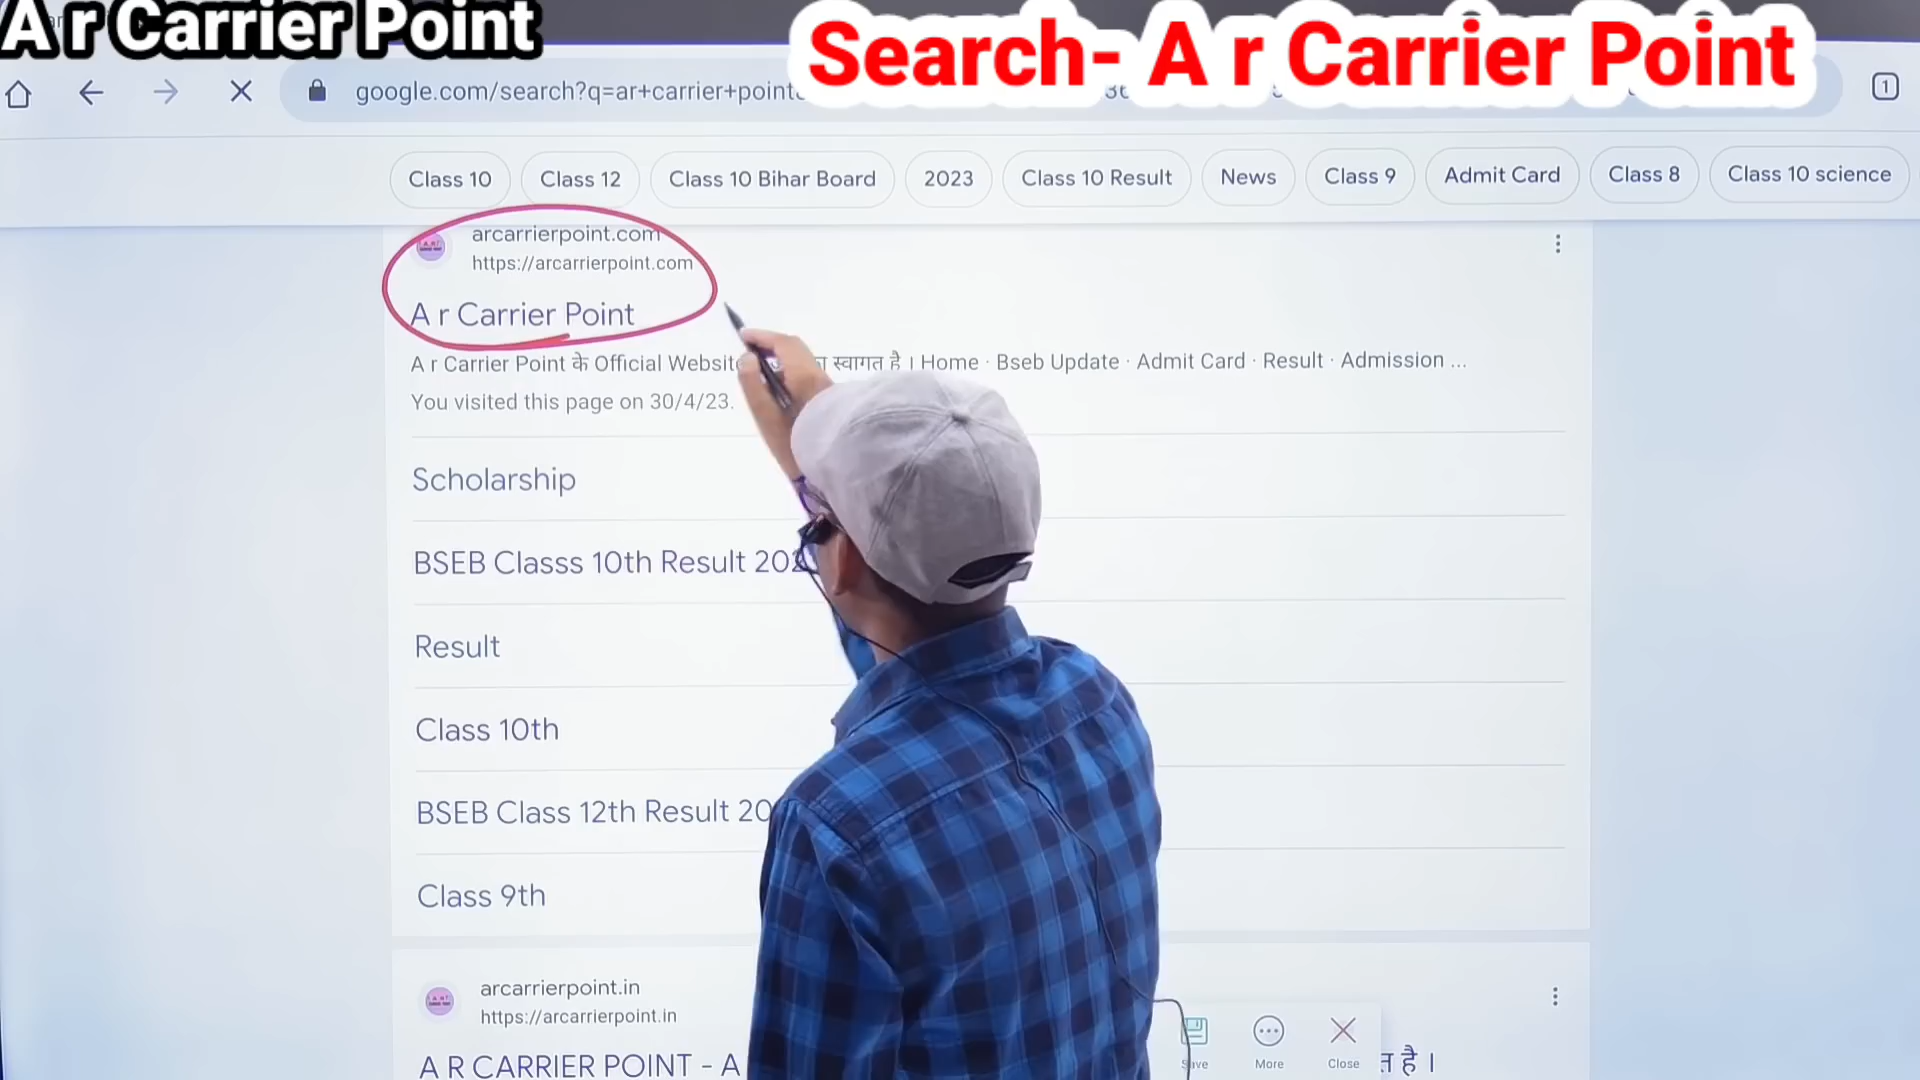 A r Carrier Point
Search- A r Carrier Point
google.com/search?q=ar+carrier+point
1
Class 10
Class 12
Class 10 Bihar Board
2023
Class 10 Result
News
Class 9
Admit Card
Class 8
Class 10 science
arcarrierpoint.com
https://arcarrierpoint.com
A r Carrier Point
A r Carrier Point के Official Website स्वागत है । Home · Bseb Update · Admit Card · Result · Admission ...
You visited this page on 30/4/23.
Scholarship
BSEB Classs 10th Result
Result
Class 10th
BSEB Class 12th Result
Class 9th
arcarrierpoint.in
https://arcarrierpoint.in
A R CARRIER POINT - A
है ।
More
Close